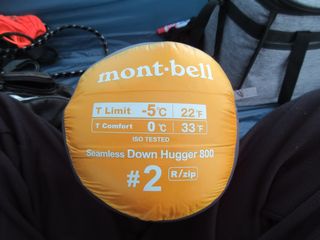 mont-bell
T Limit -5°C 22°F
T Comfort 0°C 33°F
ISO TESTED
Seamless Down Hugger 800
#2 R/zip